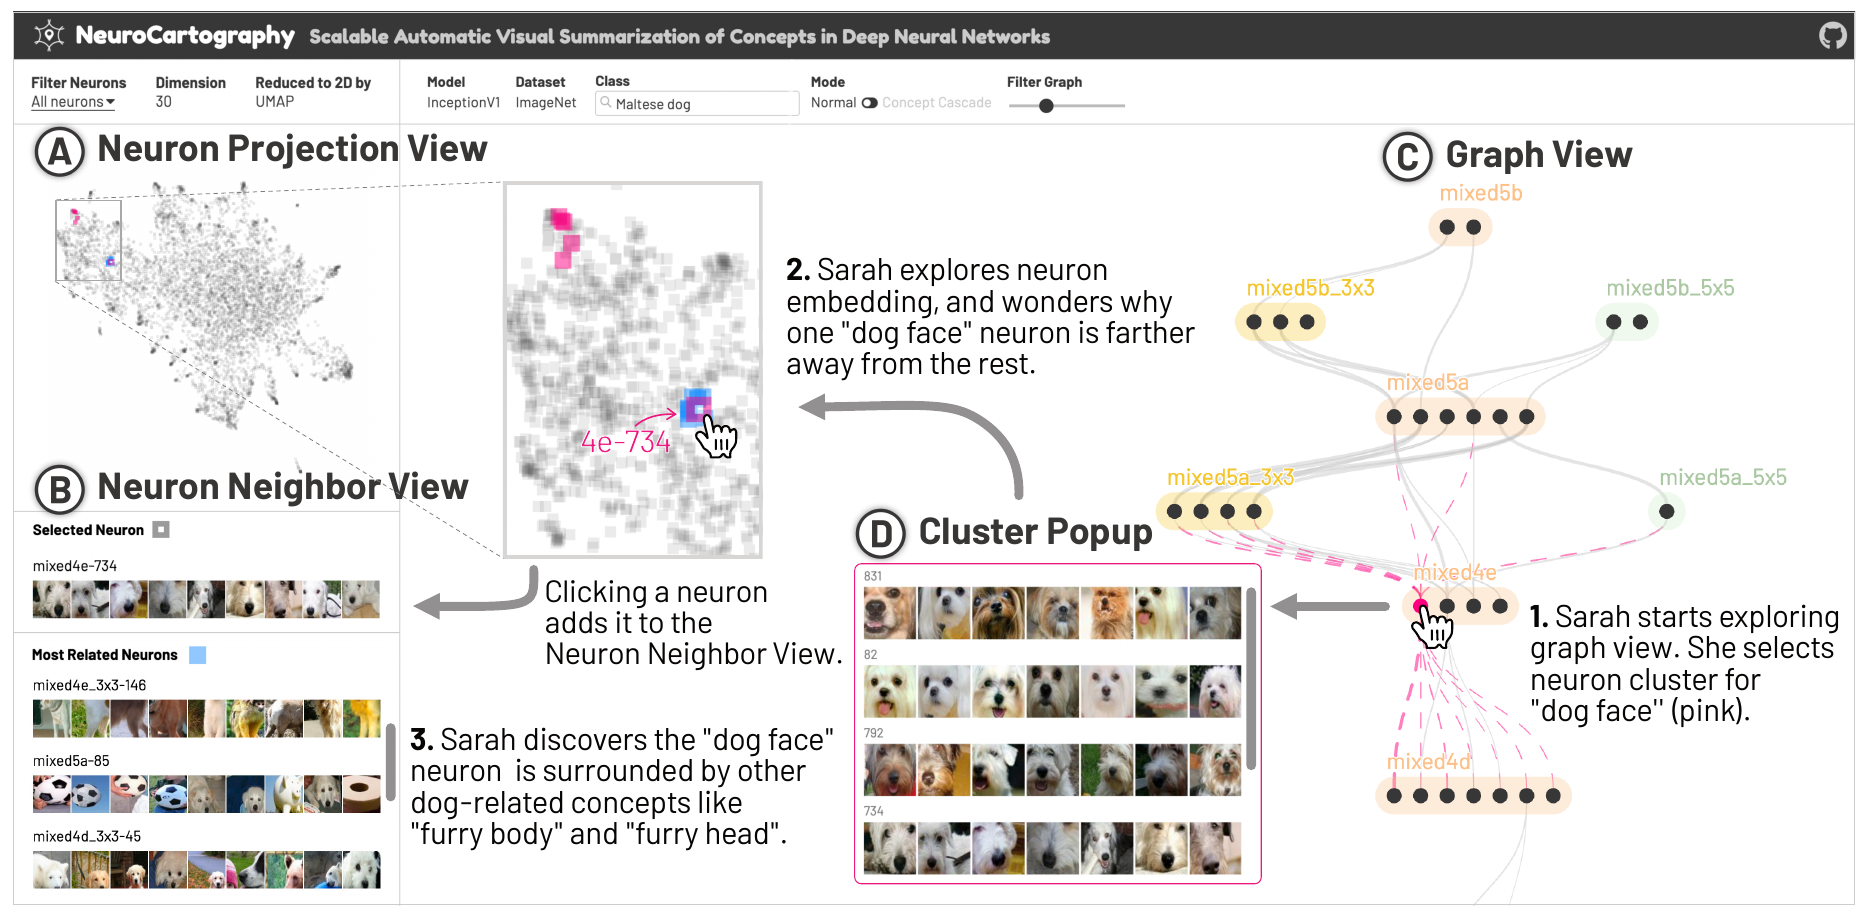 NeuroCartography Scalable Automatic Visual Summarization of Concepts in Deep Neural Networks
Filter Neurons
All neurons
Dimension
30
Reduced to 2D by
UMAP
Model
InceptionV1
Dataset
ImageNet
Class
Maltese dog
Mode
Normal Concept Cascade
Filter Graph
A Neuron Projection View
4e-734
2. Sarah explores neuron
embedding, and wonders why
one "dog face" neuron is farther
away from the rest.
C Graph View
mixed5b
mixed5b_3x3
mixed5b_5x5
mixed5a
mixed5a_3x3
mixed5a_5x5
mixed4e
mixed4d
1. Sarah starts exploring
graph view. She selects
neuron cluster for
"dog face" (pink).
B Neuron Neighbor View
Selected Neuron
mixed4e-734
Most Related Neurons
mixed4e_3x3-146
mixed5a-85
mixed4d_3x3-45
Clicking a neuron
adds it to the
Neuron Neighbor View.
3. Sarah discovers the "dog face"
neuron is surrounded by other
dog-related concepts like
"furry body" and "furry head".
D Cluster Popup
831
82
792
734